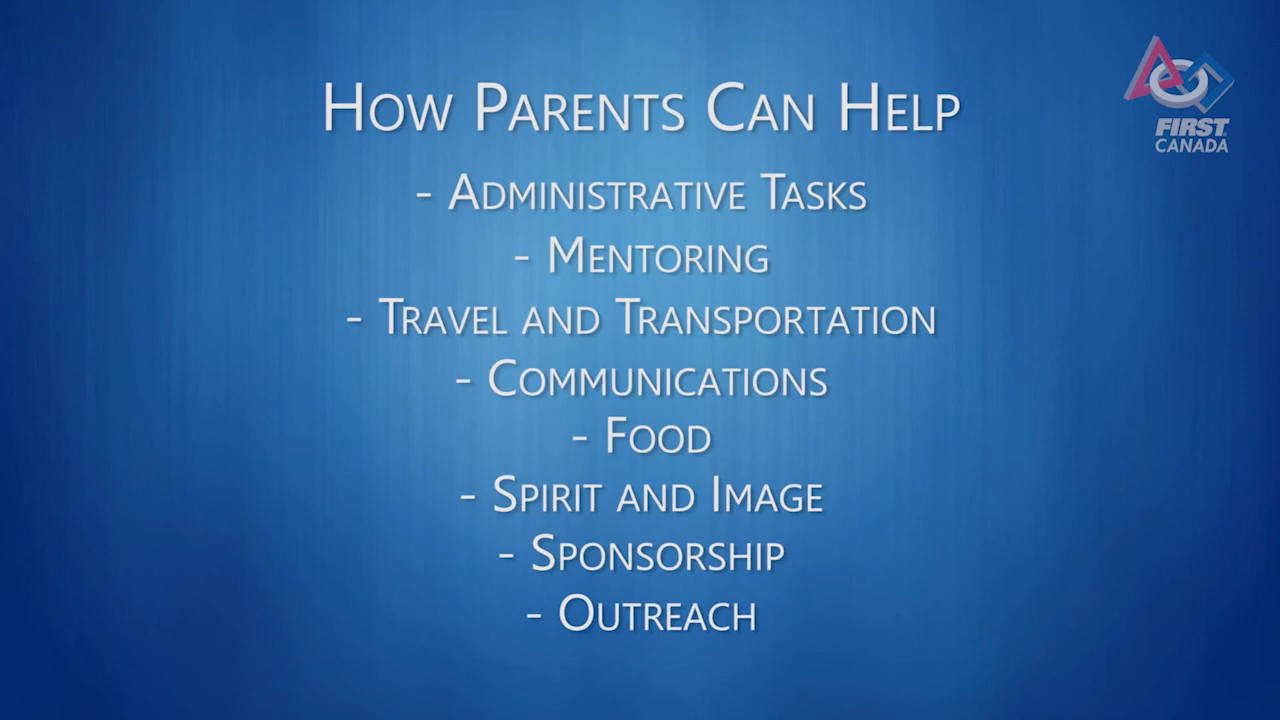 How Parents Can Help
- Administrative Tasks
- Mentoring
- Travel and Transportation
- Communications
- Food
- Spirit and Image
- Sponsorship
- Outreach
FIRST
CANADA